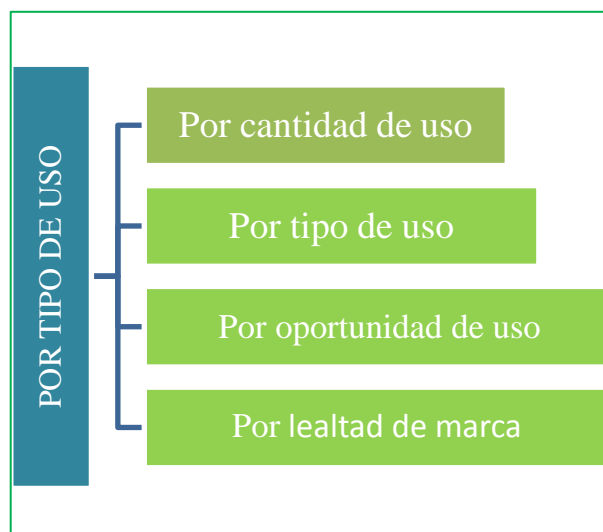 POR TIPO DE USO
Por cantidad de uso
Por tipo de uso
Por oportunidad de uso
Por lealtad de marca